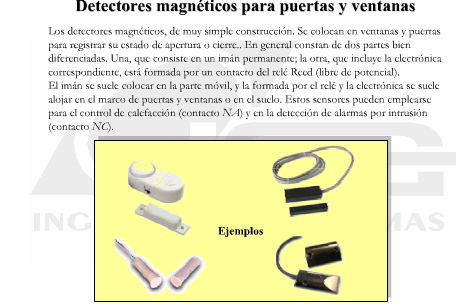 Detectores magnéticos para puertas y ventanas
Los detectores magnéticos, de muy simple construcción. Se colocan en ventanas y puertas
para registrar su estado de apertura o cierre.. En general constan de dos partes bien
diferenciadas. Una, que consiste en un imán permanente; la otra, que incluye la electrónica
correspondiente, está formada por un contacto del relé Reed (libre de potencial).
El imán se suele colocar en la parte móvil, y la formada por el relé y la electrónica se suele
alojar en el marco de puertas y ventanas o en el suelo. Estos sensores pueden emplearse
para el control de calefacción (contacto NA) y en la detección de alarmas por intrusión
(contacto NC).
Ejemplos